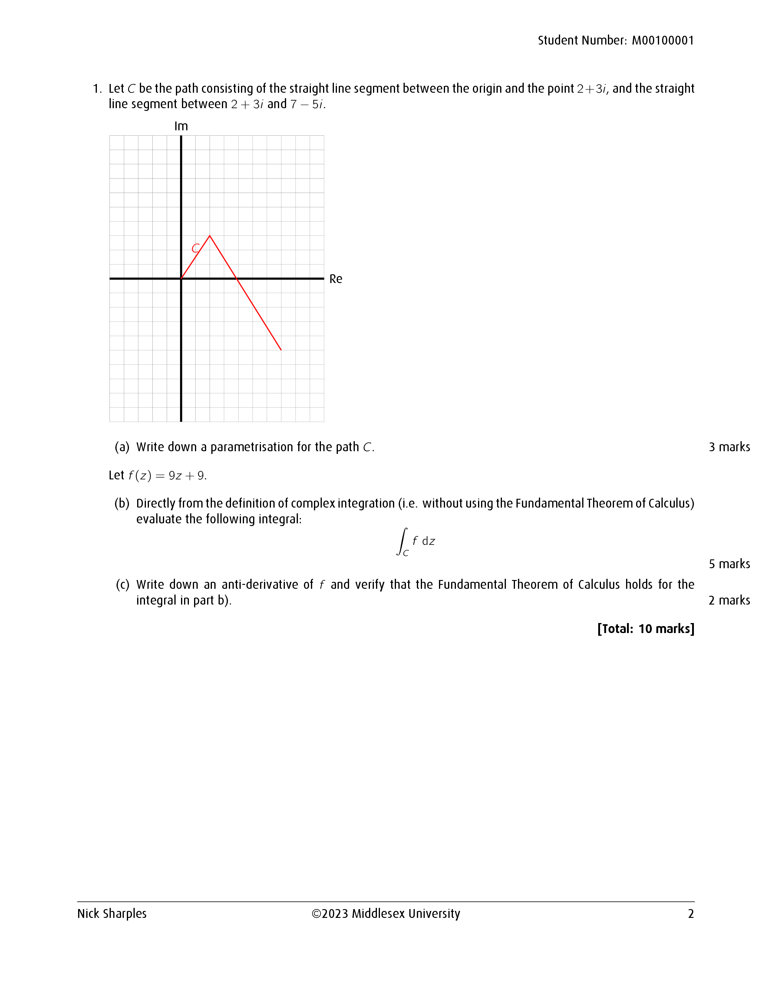 Student Number: M00100001
1. Let C be the path consisting of the straight line segment between the origin and the point 2+3i, and the straight
line segment between 2 + 3i and 7 − 5i.
Im
C
Re
(a) Write down a parametrisation for the path C. 3 marks
Let f(z) = 9z + 9.
(b) Directly from the definition of complex integration (i.e. without using the Fundamental Theorem of Calculus)
evaluate the following integral:
∫_C f dz
5 marks
(c) Write down an anti-derivative of f and verify that the Fundamental Theorem of Calculus holds for the
integral in part b). 2 marks
[Total: 10 marks]
Nick Sharples ©2023 Middlesex University 2